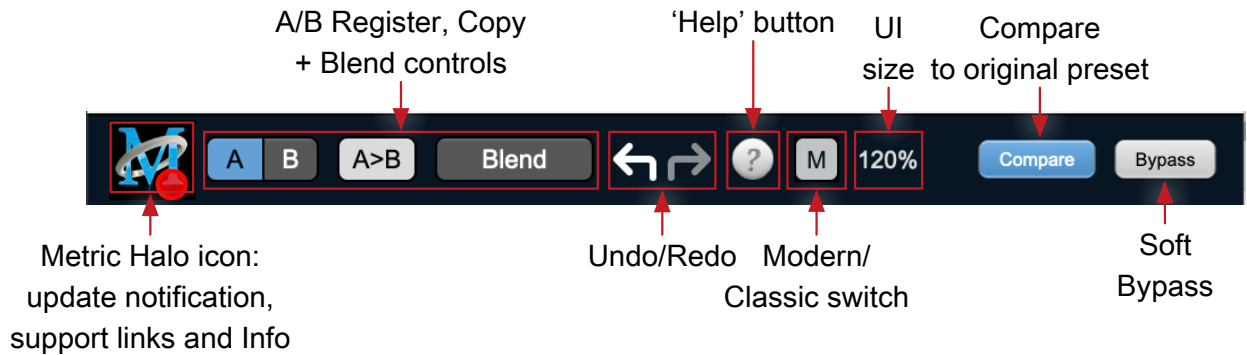 A/B Register, Copy
+ Blend controls
‘Help’ button
UI
size
Compare
to original preset
M
A B A>B Blend ? M 120% Compare Bypass
Metric Halo icon:
update notification,
support links and Info
Undo/Redo
Modern/
Classic switch
Soft
Bypass